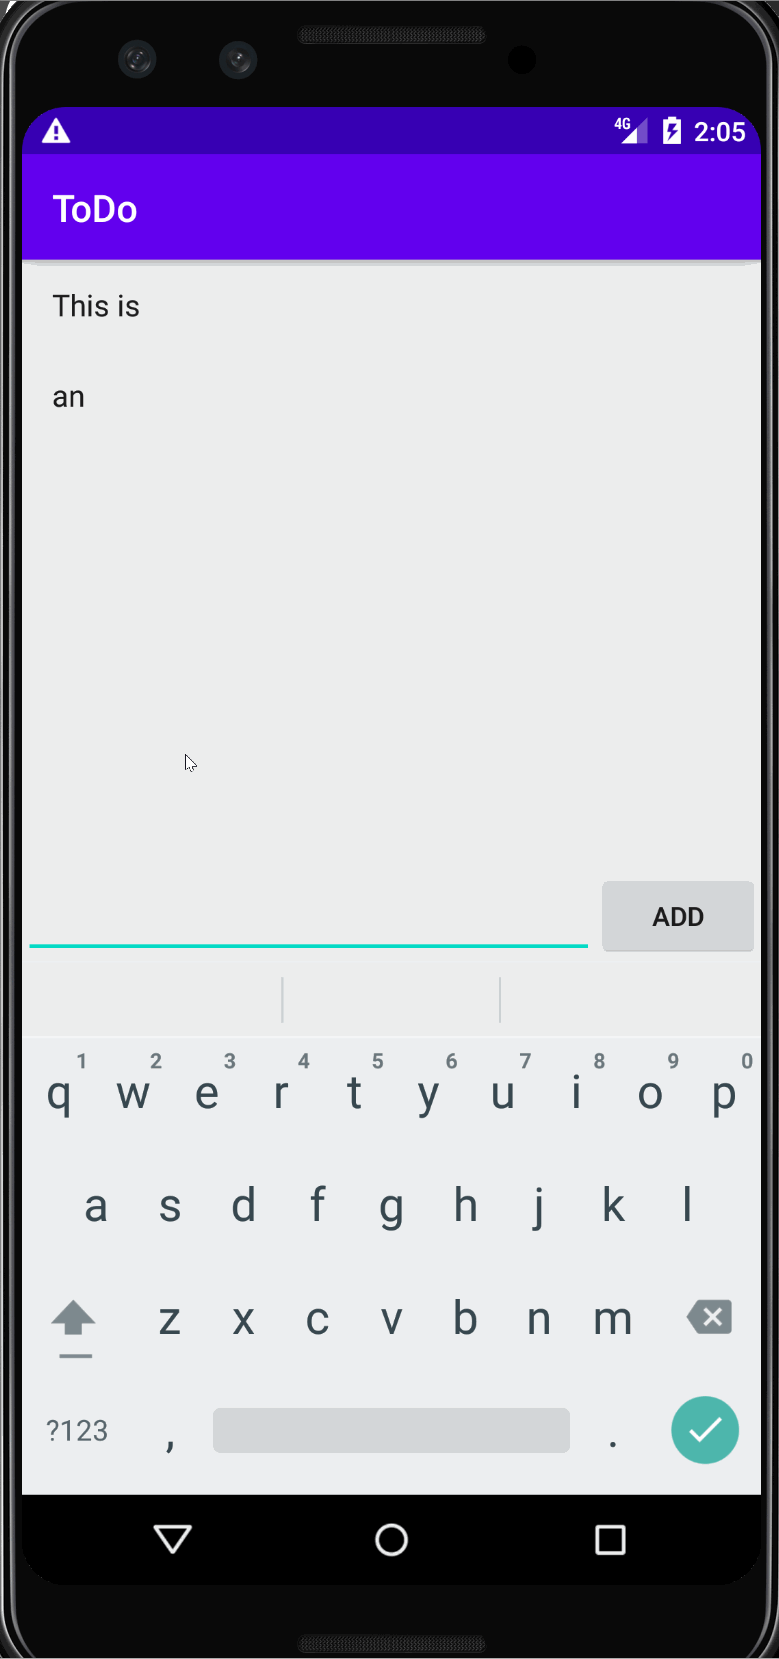 4G 2:05
ToDo
This is
an
ADD
1 2 3 4 5 6 7 8 9 0
q w e r t y u i o p
a s d f g h j k l
z x c v b n m
?123 , .